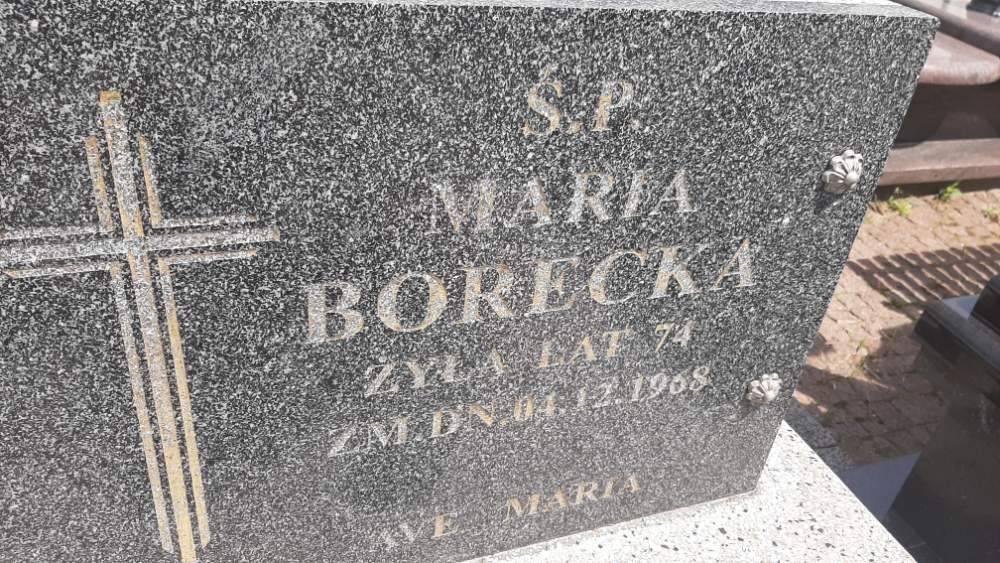 Ś.P.
MARIA
BORECKA
ŻYŁA LAT 74
ZM. DN. 04.12.1968
AVE MARIA